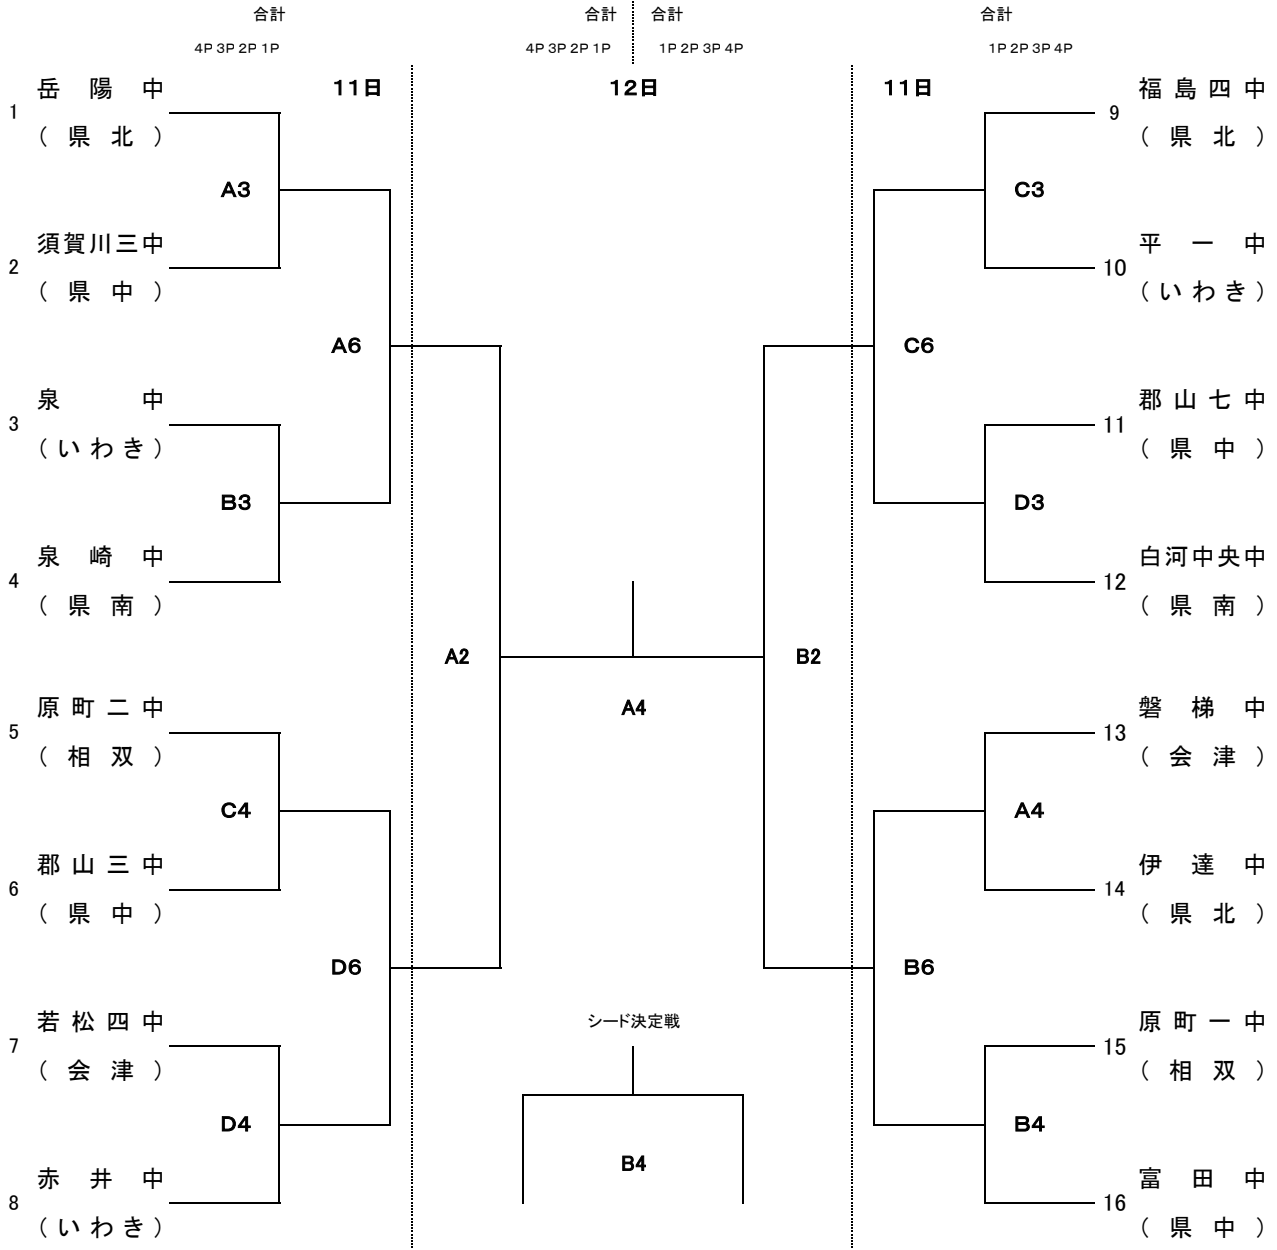 合計 合計 合計 合計
4P 3P 2P 1P 4P 3P 2P 1P 1P 2P 3P 4P 1P 2P 3P 4P
11日 12日 11日
1 岳陽中
(県北)
A3
2 須賀川三中
(県中)
A6
3 泉中
(いわき)
B3
4 泉崎中
(県南)
A2
5 原町二中
(相双)
C4
6 郡山三中
(県中)
D6
7 若松四中
(会津)
D4
8 赤井中
(いわき)
A4
シード決定戦
B4
9 福島四中
(県北)
C3
10 平一中
(いわき)
C6
11 郡山七中
(県中)
D3
12 白河中央中
(県南)
B2
13 磐梯中
(会津)
A4
14 伊達中
(県北)
B6
15 原町一中
(相双)
B4
16 富田中
(県中)